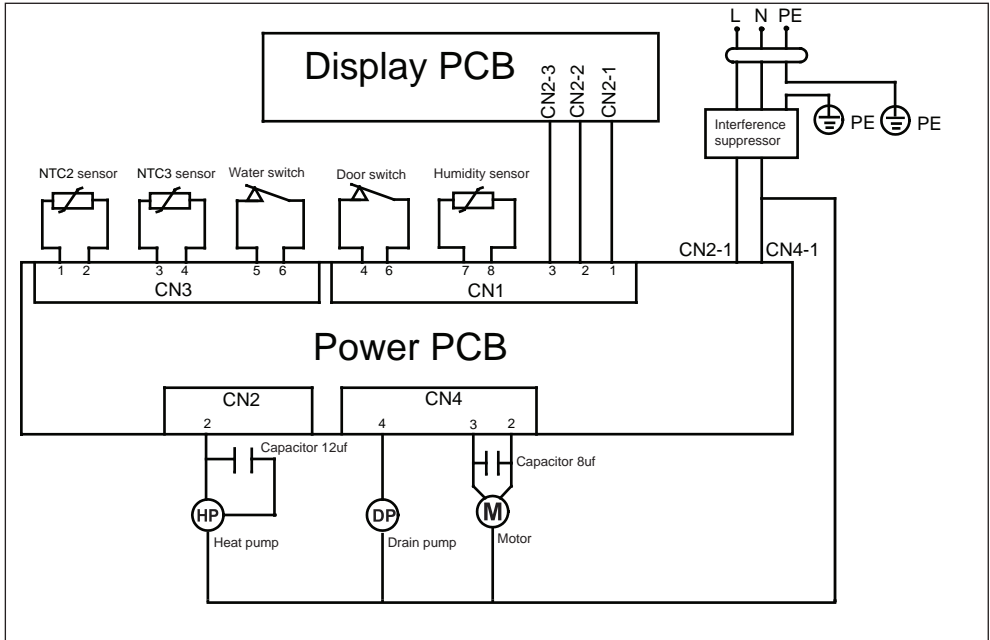 L N PE
Display PCB
CN2-3
CN2-2
CN2-1
Interference
suppressor
PE
PE
NTC2 sensor
NTC3 sensor
Water switch
Door switch
Humidity sensor
CN2-1
CN4-1
1 2 3 4 5 6
4 6 7 8 3 2 1
CN3
CN1
Power PCB
CN2
CN4
2
4
3
2
Capacitor 12uf
Capacitor 8uf
HP
DP
M
Heat pump
Drain pump
Motor